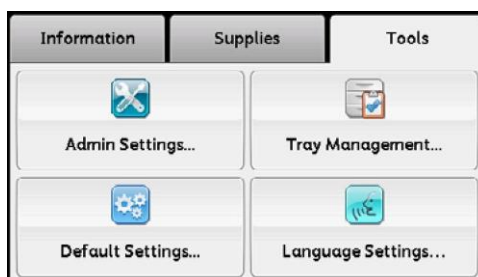 Information Supplies Tools
Admin Settings... Tray Management...
Default Settings... Language Settings...